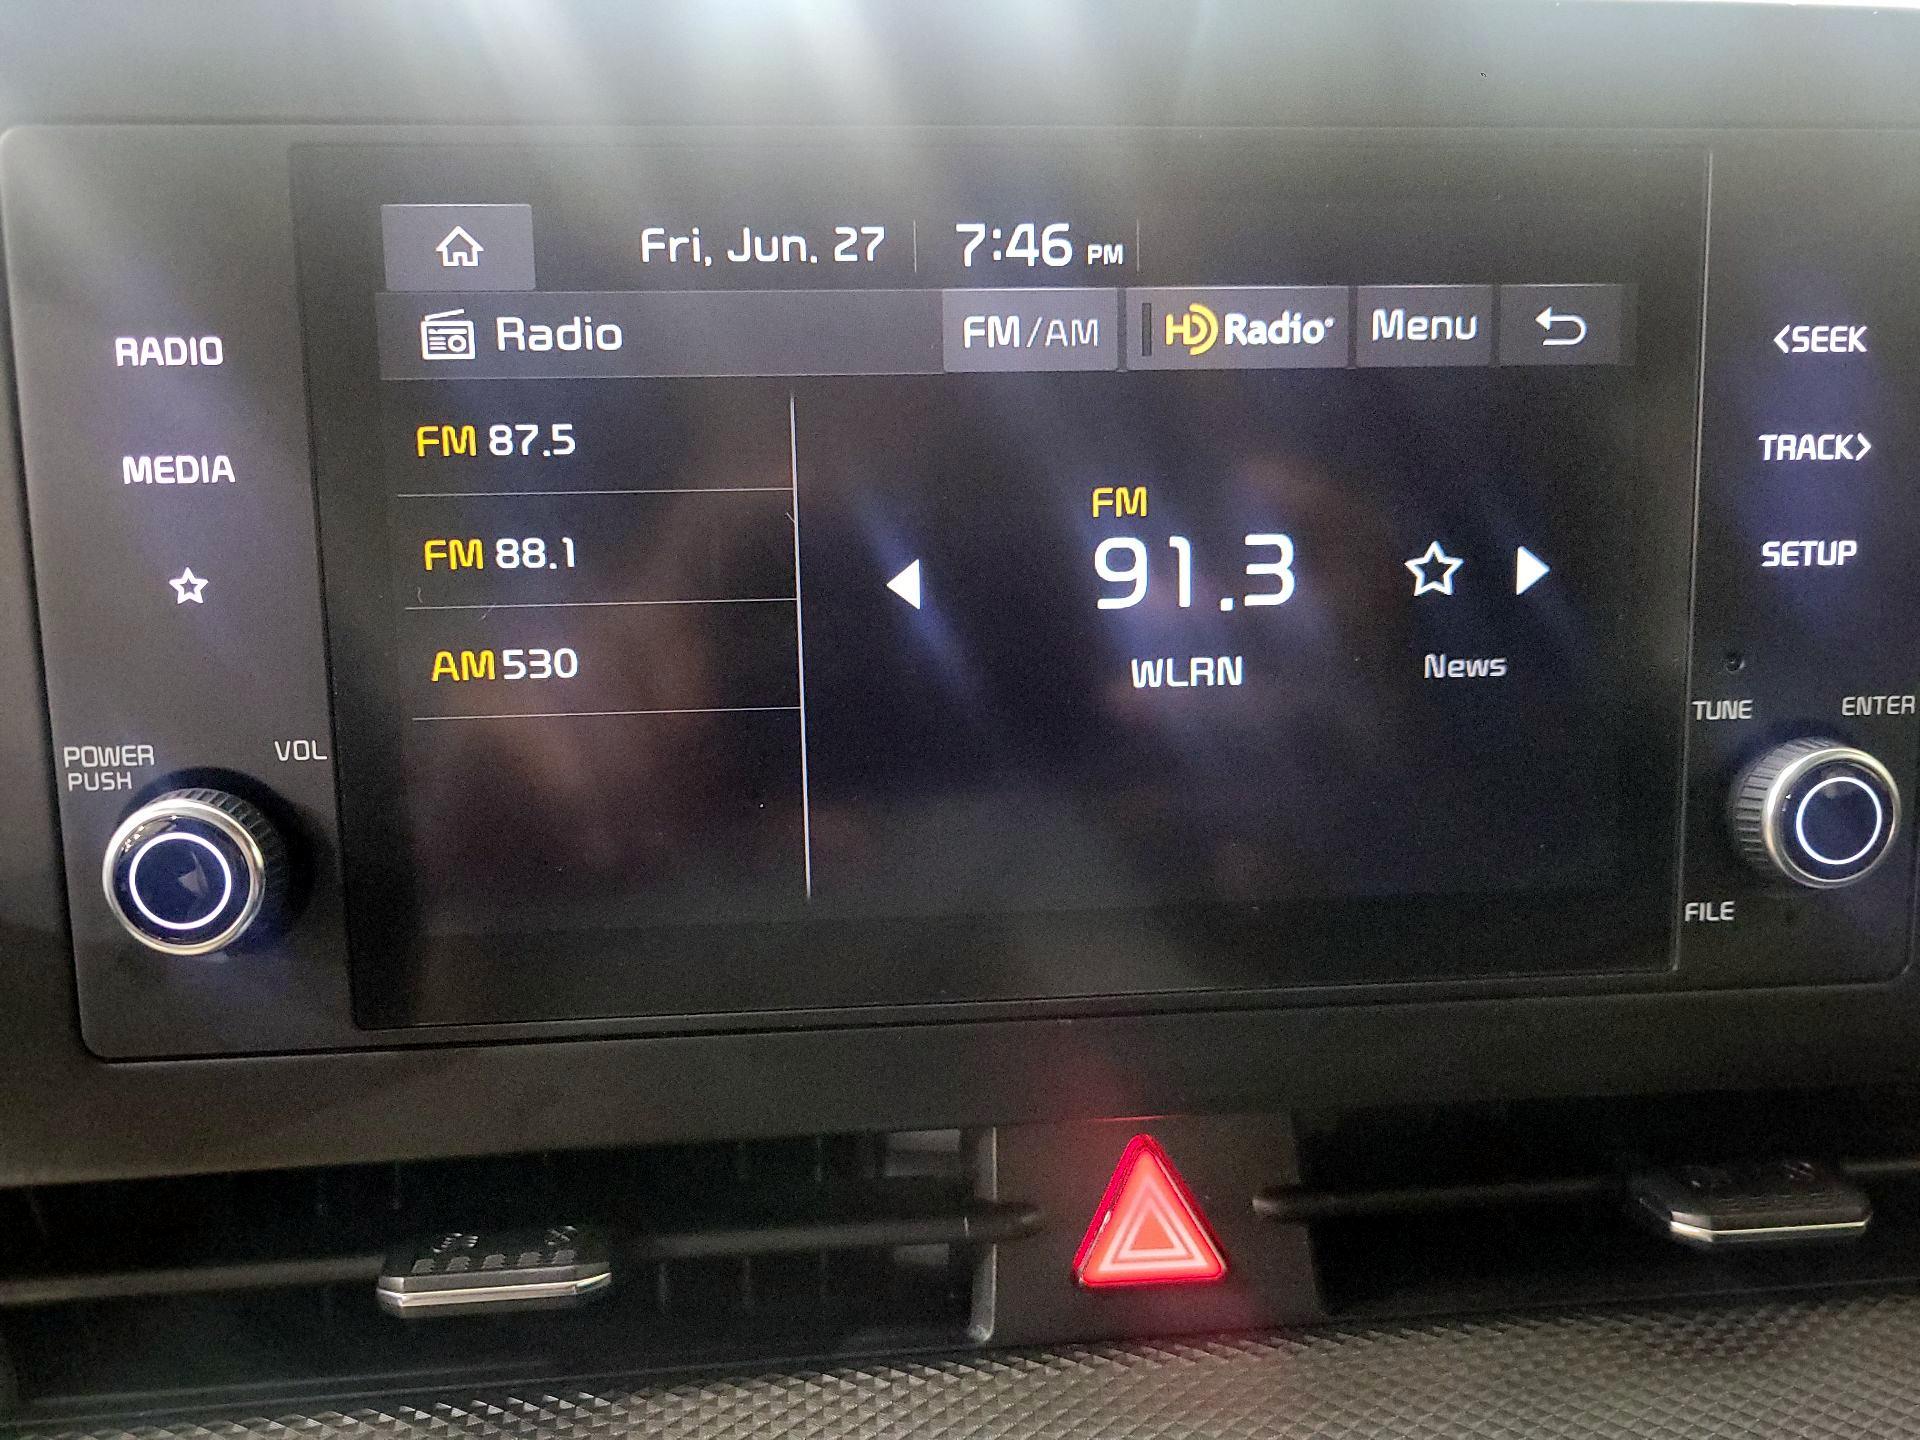 Fri, Jun. 27 7:46 PM
Radio FM/AM HD Radio Menu
RADIO
MEDIA
POWER
PUSH
VOL
FM 87.5
FM 88.1
AM 530
FM
91.3
WLRN News
<SEEK
TRACK>
SETUP
TUNE ENTER
FILE